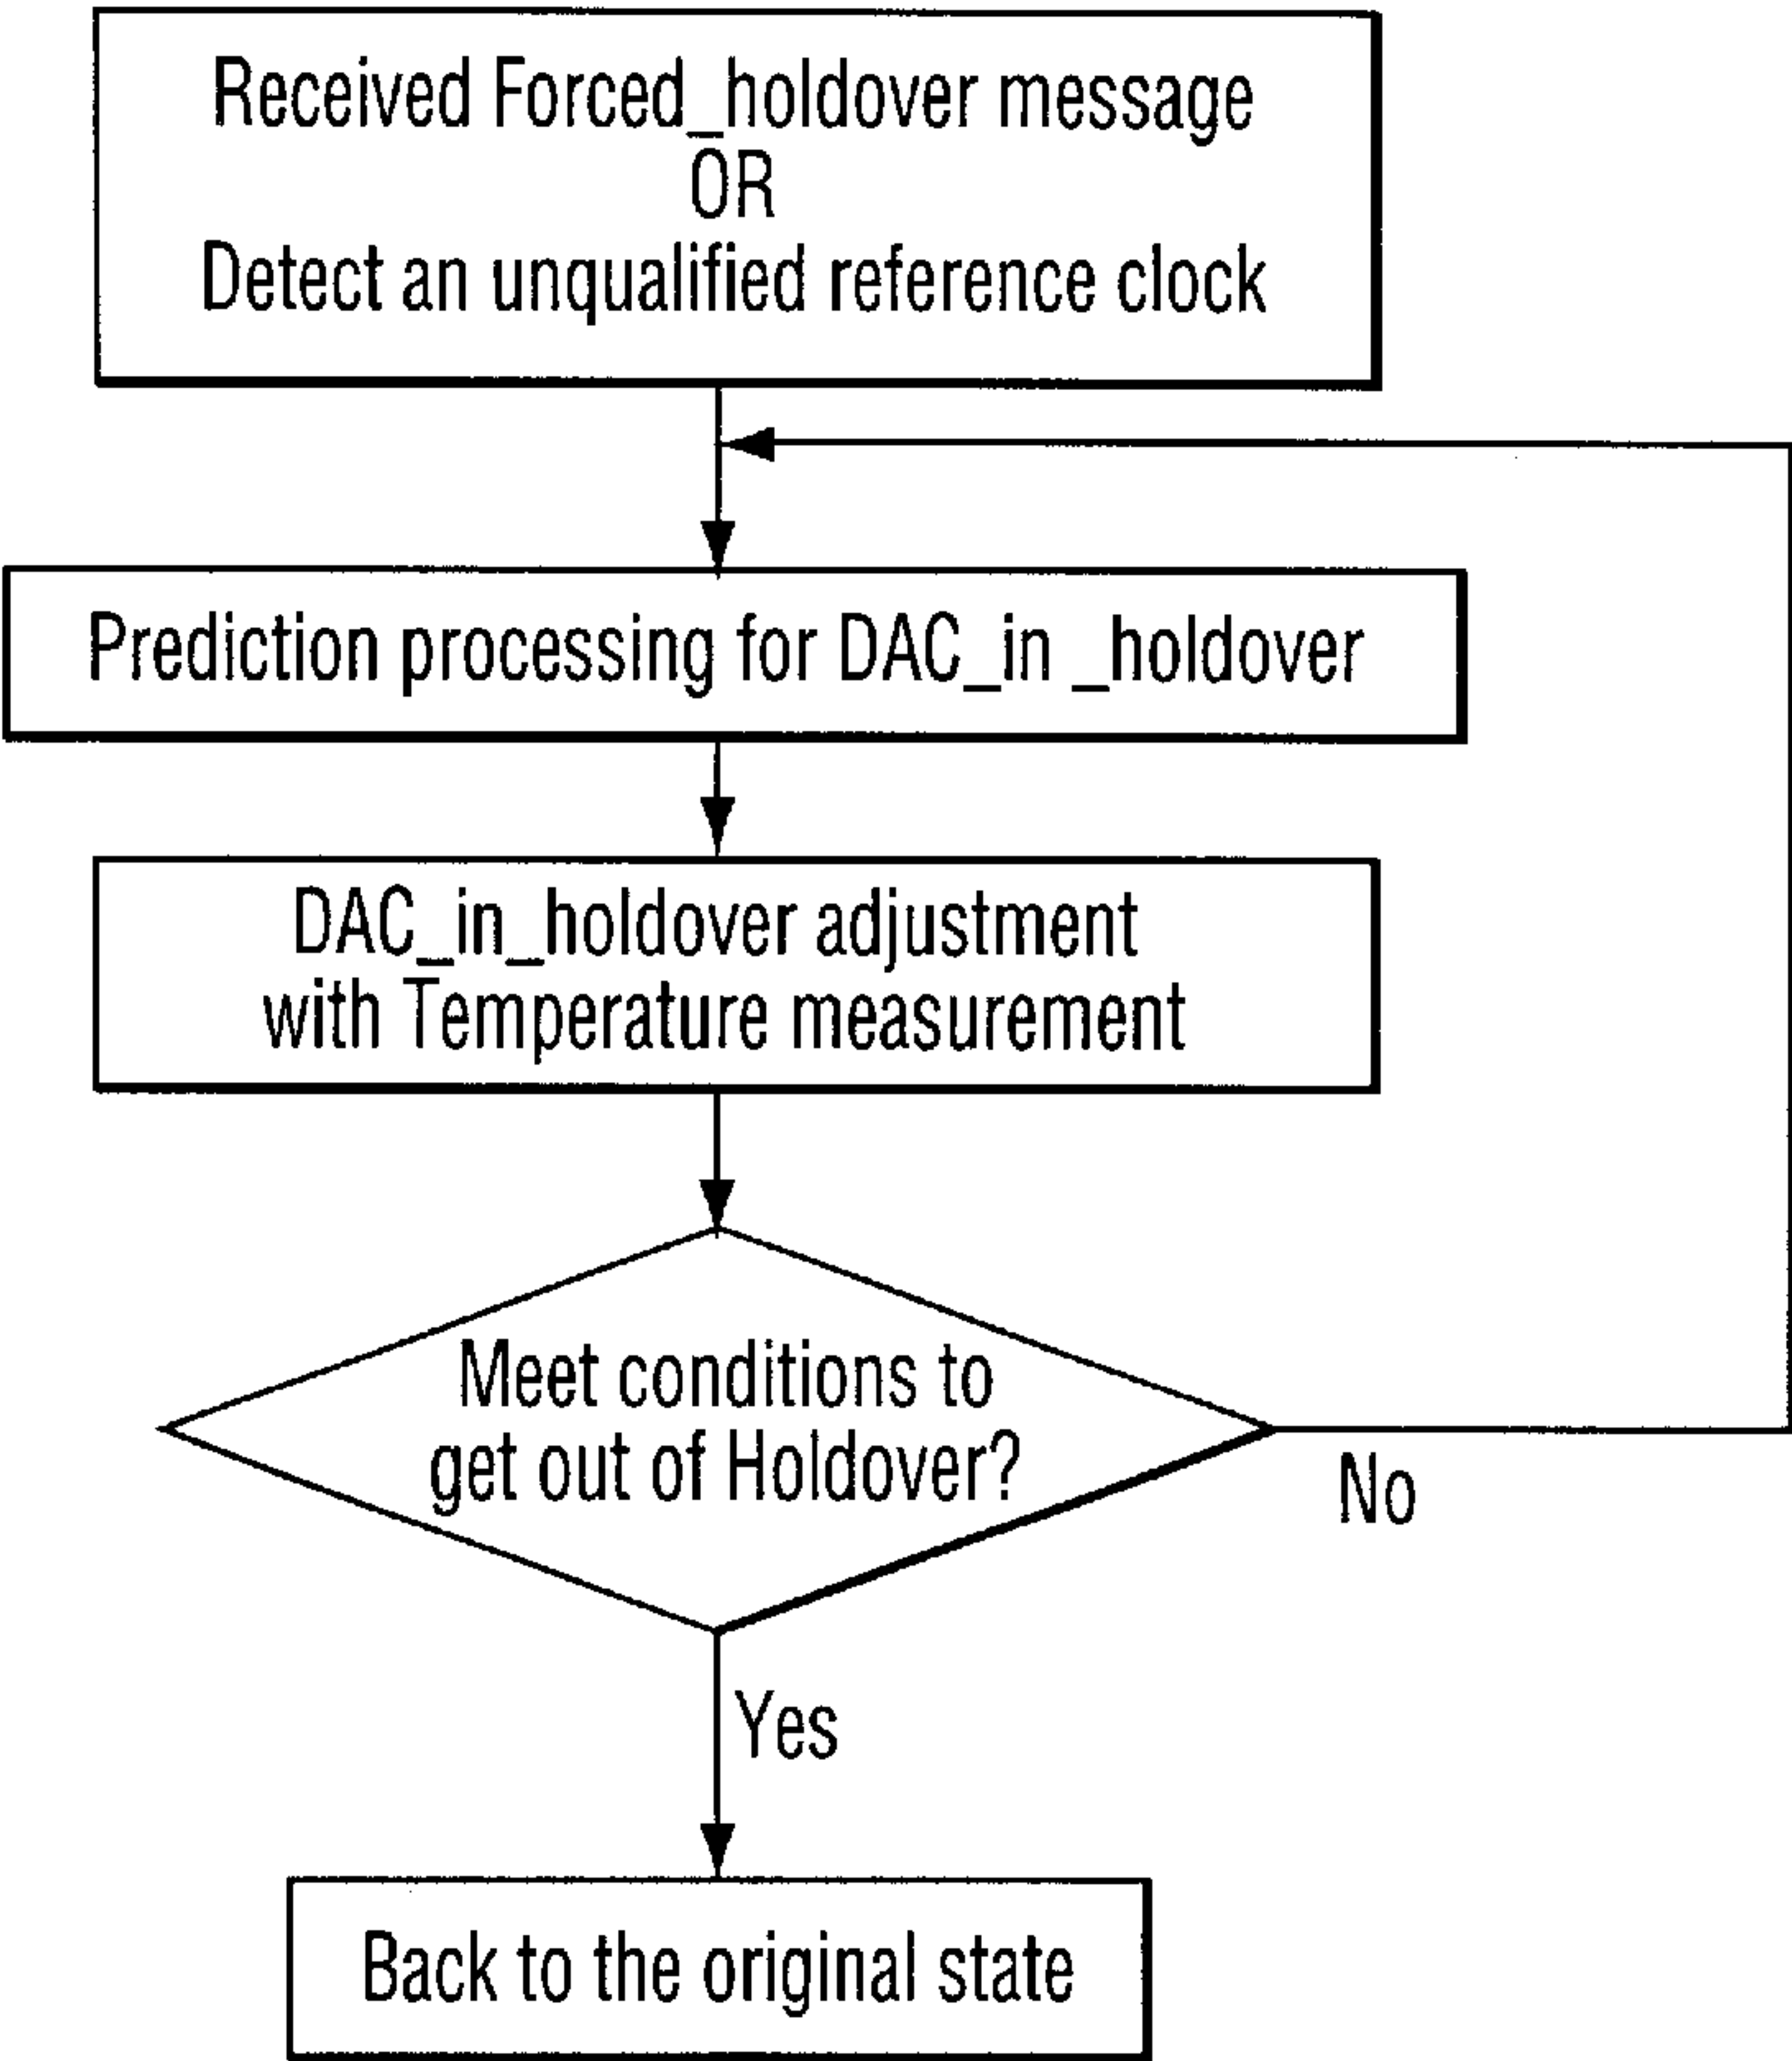 Received Forced_holdover message
OR
Detect an unqualified reference clock
Prediction processing for DAC_in _holdover
DAC_in_holdover adjustment
with Temperature measurement
Meet conditions to
get out of Holdover?
No
Yes
Back to the original state